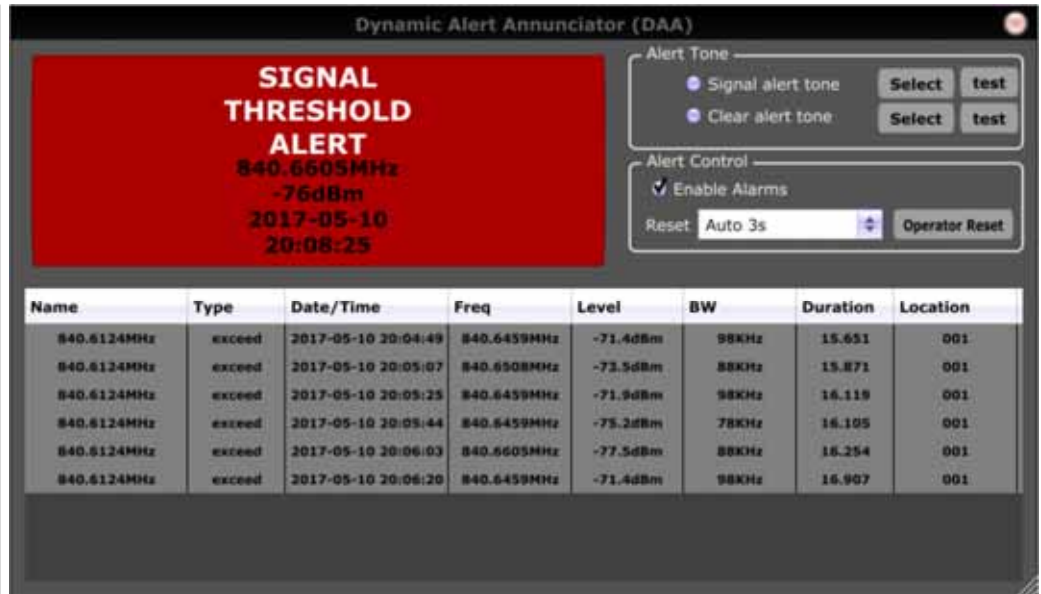 Dynamic Alert Annunciator (DAA)
SIGNAL
THRESHOLD
ALERT
840.6605MHz
-76dBm
2017-05-10
20:08:25
Alert Tone
Signal alert tone Select test
Clear alert tone Select test
Alert Control
Enable Alarms
Reset Auto 3s Operator Reset
Name Type Date/Time Freq Level BW Duration Location
840.6124MHz exceed 2017-05-10 20:04:49 840.6459MHz -71.4dBm 98KHz 15.651 001
840.6124MHz exceed 2017-05-10 20:05:07 840.6508MHz -73.5dBm 88KHz 15.871 001
840.6124MHz exceed 2017-05-10 20:05:25 840.6459MHz -71.9dBm 98KHz 16.119 001
840.6124MHz exceed 2017-05-10 20:05:44 840.6459MHz -75.2dBm 78KHz 16.105 001
840.6124MHz exceed 2017-05-10 20:06:03 840.6605MHz -77.5dBm 88KHz 16.254 001
840.6124MHz exceed 2017-05-10 20:06:20 840.6459MHz -71.4dBm 98KHz 16.907 001